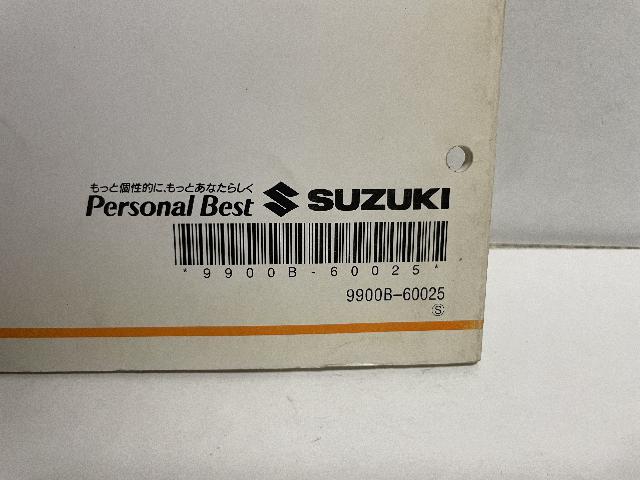 もっと個性的に、もっとあなたらしく
Personal Best SUZUKI
*9900B-60025*
9900B-60025
Ⓢ